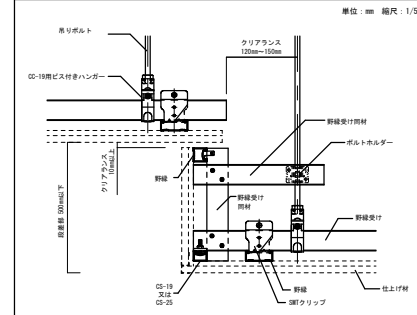 単位：mm 縮尺：1/5
吊りボルト
クリアランス
120mm～150mm
CC-19用ビス付きハンガー
野縁受け同材
ボルトホルダー
クリアランス
10mm以上
野縁
段差部 500mm以下
野縁受け
同材
野縁受け
CS-19
又は
CS-25
野縁
仕上げ材
SMTクリップ